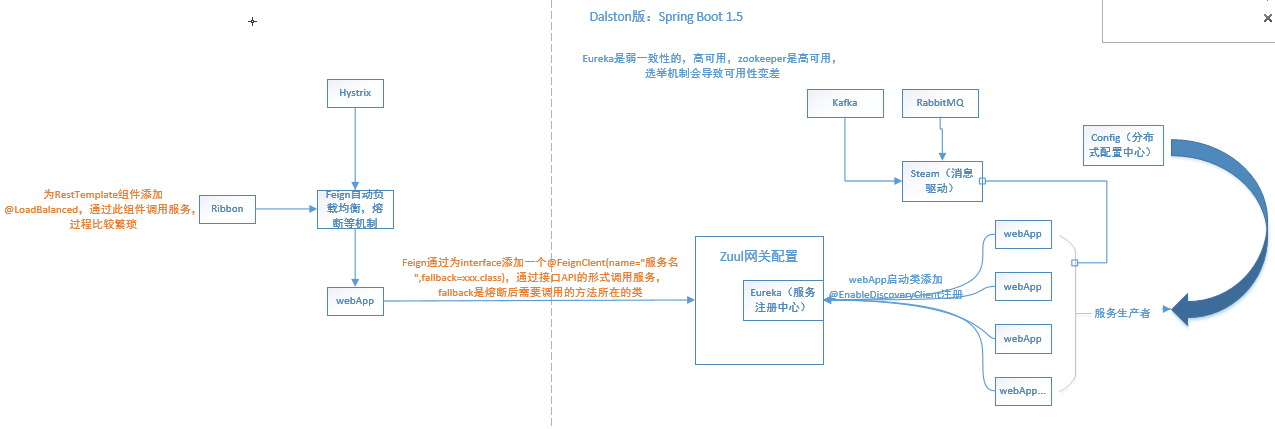 Dalston版：Spring Boot 1.5
Eureka是弱一致性的，高可用，zookeeper是高可用，
选举机制会导致可用性变差
Hystrix
Kafka
RabbitMQ
Config（分
布式配置中心）
为RestTemplate组件添加
@LoadBalanced，通过此组件调用服务，
过程比较繁琐
Ribbon
Feign自动负
载均衡，熔
断等机制
Steam（消息
驱动）
webApp
Feign通过为interface添加一个@FeignClent(name="服务名
",fallback=xxx.class)，通过接口API的形式调用服务，
fallback是熔断后需要调用的方法所在的类
Zuul网关配置
Eureka（服务
注册中心）
webApp启动类添加
@EnableDiscoveryClient注册
webApp
webApp
webApp
webApp...
服务生产者